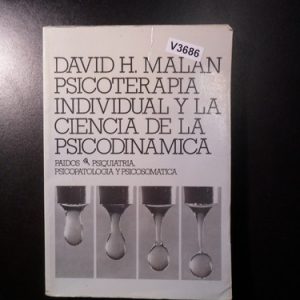 V3686
DAVID H. MALAN
PSICOTERAPIA
INDIVIDUAL Y LA
CIENCIA DE LA
PSICODINAMICA
PAIDOS PSIQUIATRIA,
PSICOPATOLOGIA Y PSICOSOMATICA